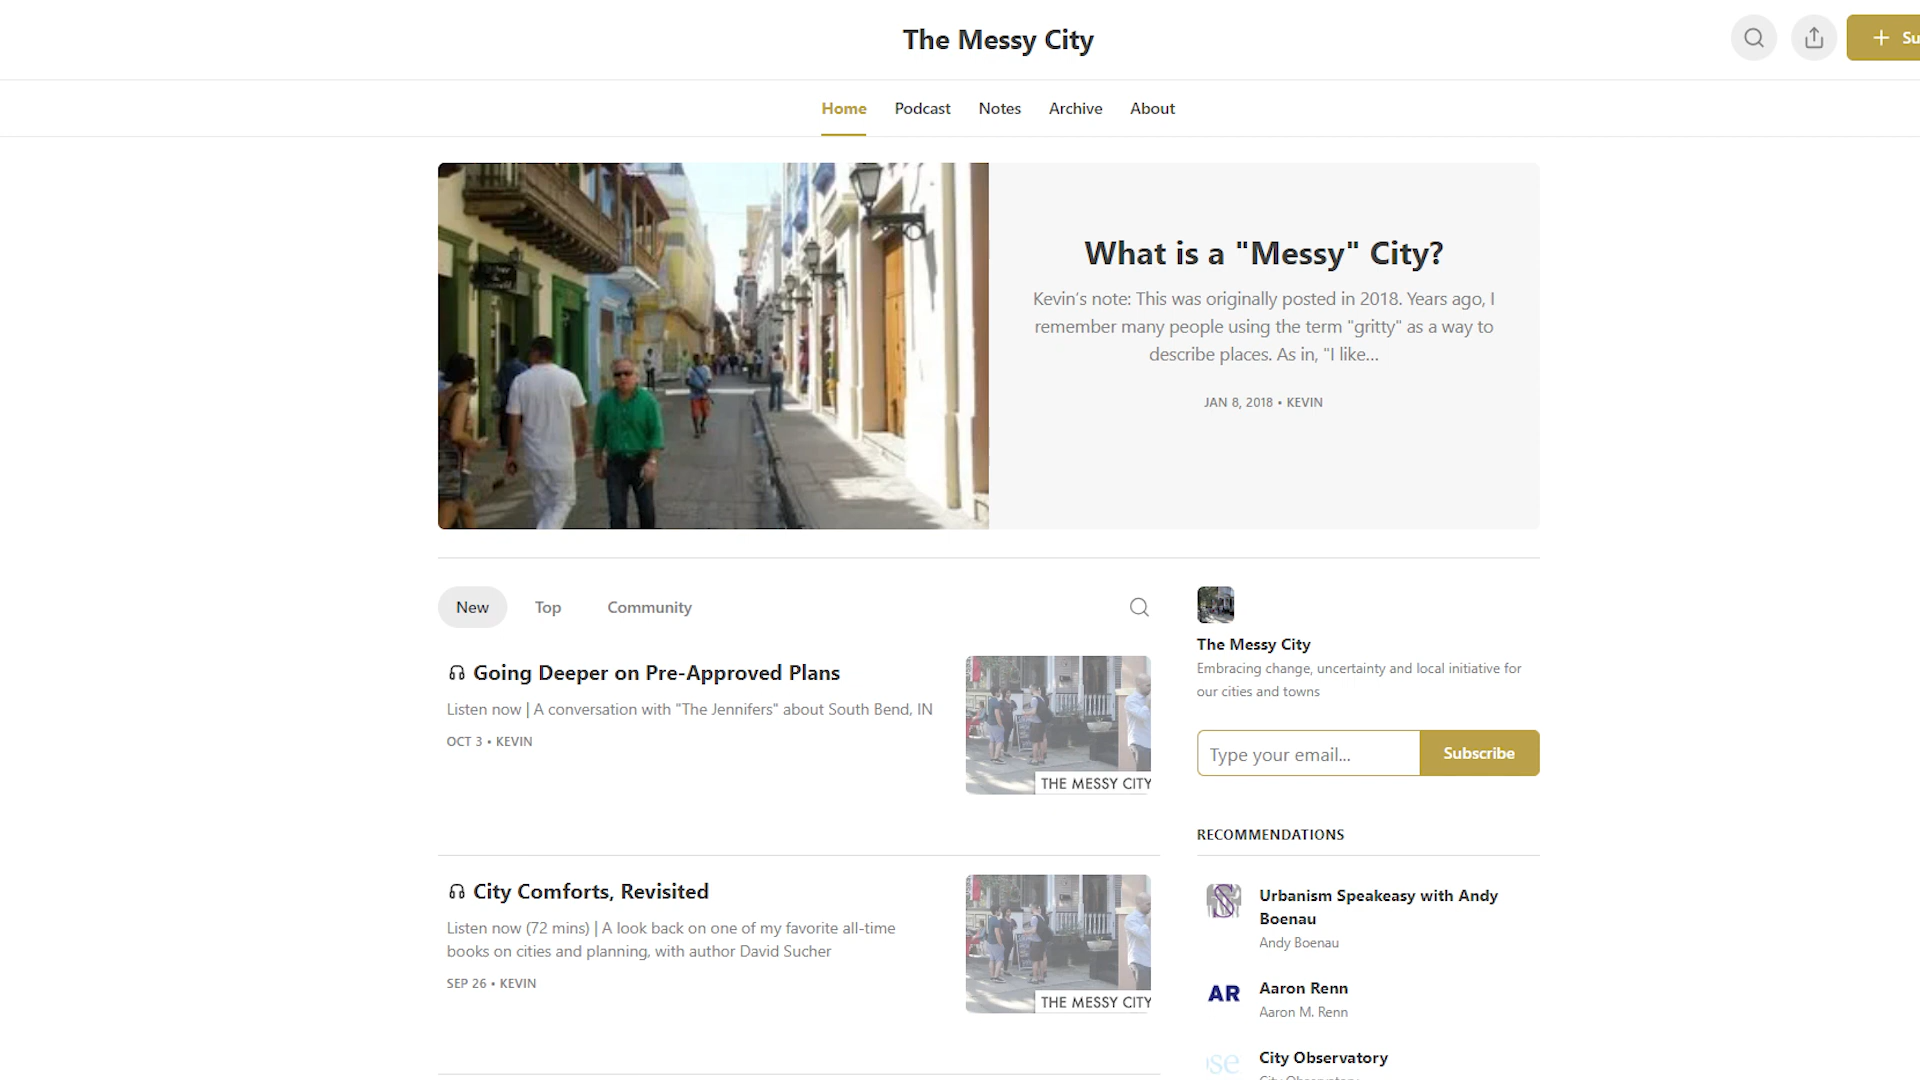 The Messy City
Su
Home
Podcast
Notes
Archive
About
What is a "Messy" City?
Kevin's note: This was originally posted in 2018. Years ago, I
remember many people using the term "gritty" as a way to
describe places. As in, "I like...
JAN 8, 2018 • KEVIN
New
Top
Community
Going Deeper on Pre-Approved Plans
Listen now | A conversation with "The Jennifers" about South Bend, IN
OCT 3 • KEVIN
THE MESSY CITY
City Comforts, Revisited
Listen now (72 mins) | A look back on one of my favorite all-time
books on cities and planning, with author David Sucher
SEP 26 • KEVIN
THE MESSY CITY
The Messy City
Embracing change, uncertainty and local initiative for
our cities and towns
Type your email...
Subscribe
RECOMMENDATIONS
Urbanism Speakeasy with Andy
Boenau
Andy Boenau
AR
Aaron Renn
Aaron M. Renn
ose
City Observatory
City Observatory